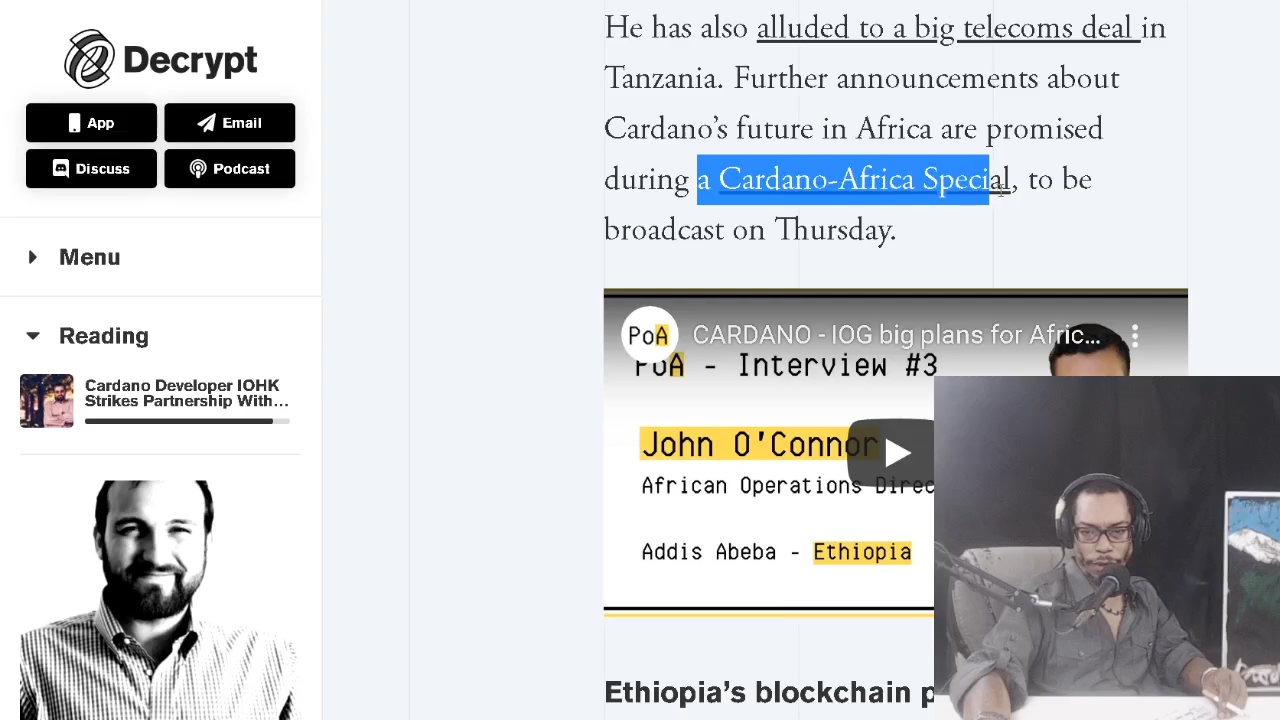 Decrypt
App
Email
Discuss
Podcast
Menu
Reading
Cardano Developer IOHK
Strikes Partnership With…
He has also alluded to a big telecoms deal in
Tanzania. Further announcements about
Cardano’s future in Africa are promised
during a Cardano-Africa Special, to be
broadcast on Thursday.
PoA
CARDANO - IOG big plans for Afric...
PoA - Interview #3
John O'Connor
African Operations Direc
Addis Abeba - Ethiopia
Ethiopia’s blockchain p